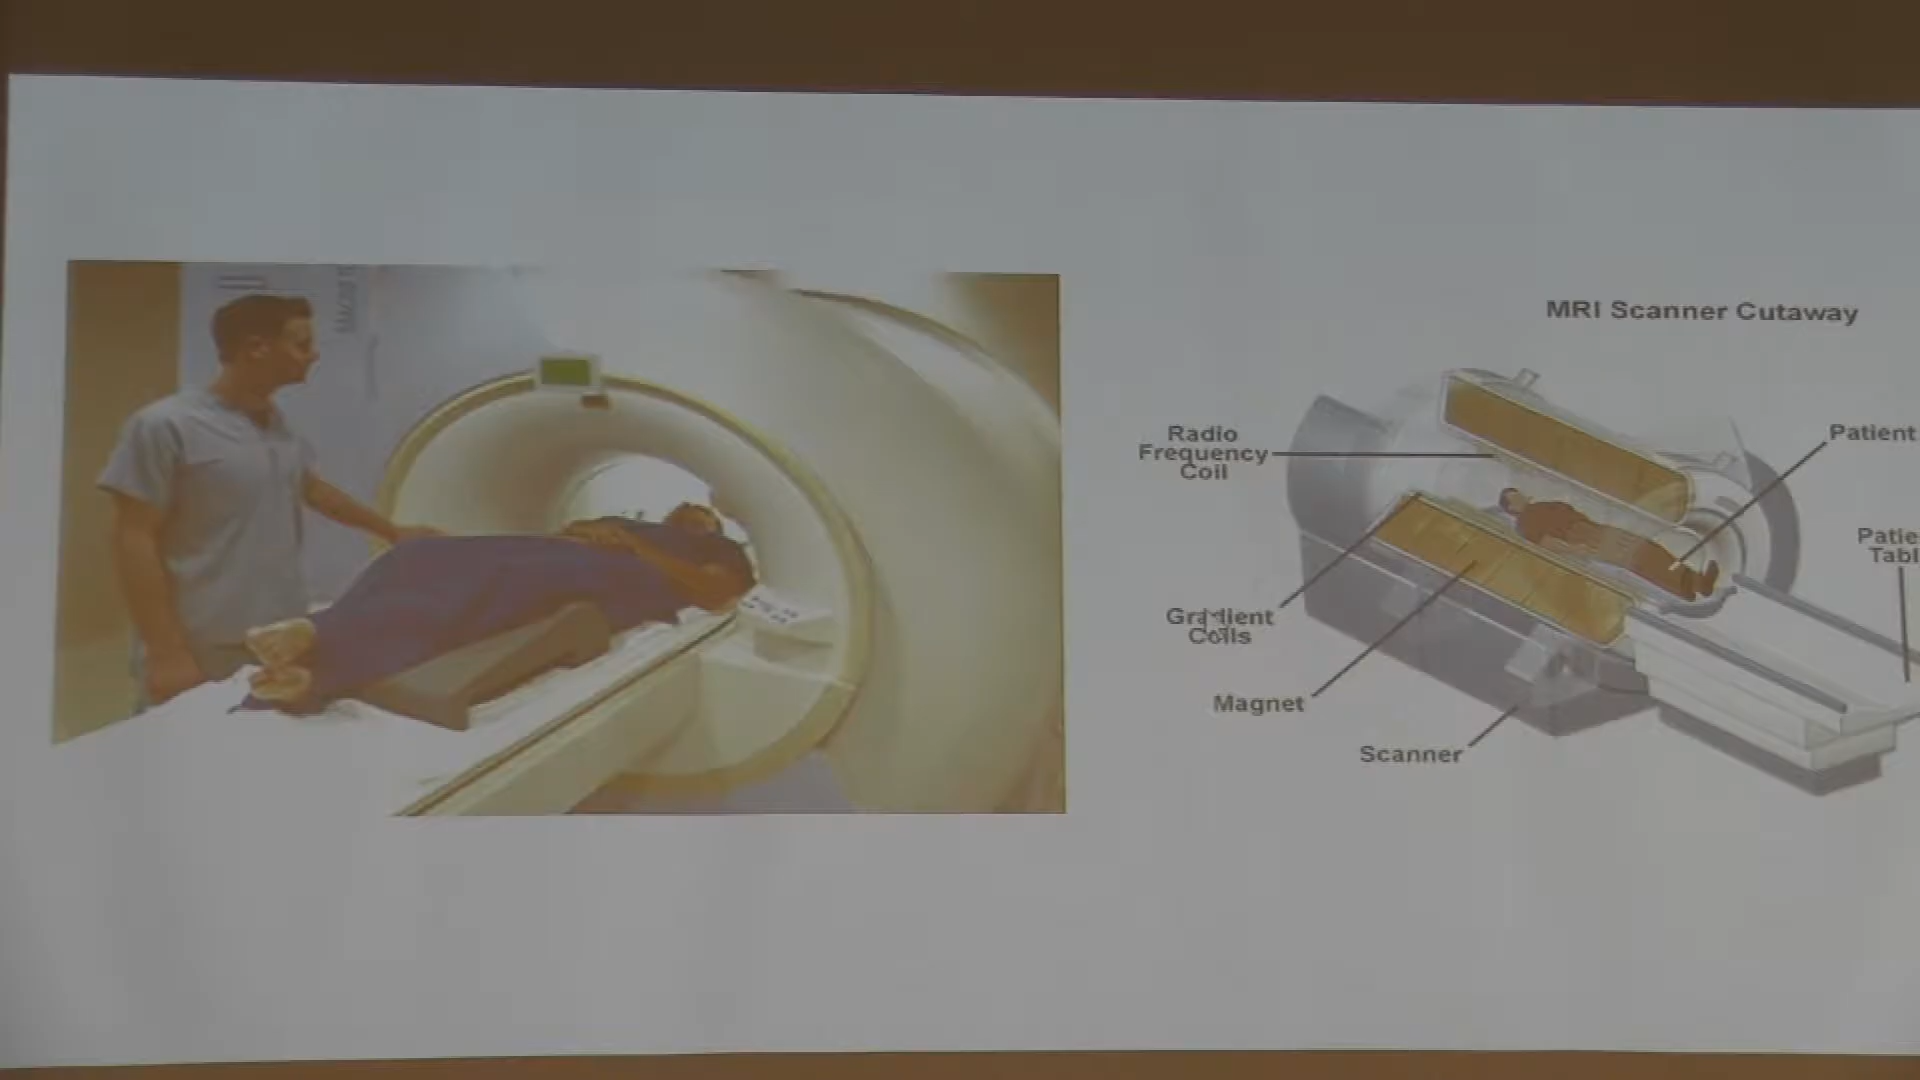 MRI Scanner Cutaway
Radio
Frequency
Coil
Patient
Patie
Tabl
Gradient
Coils
Magnet
Scanner